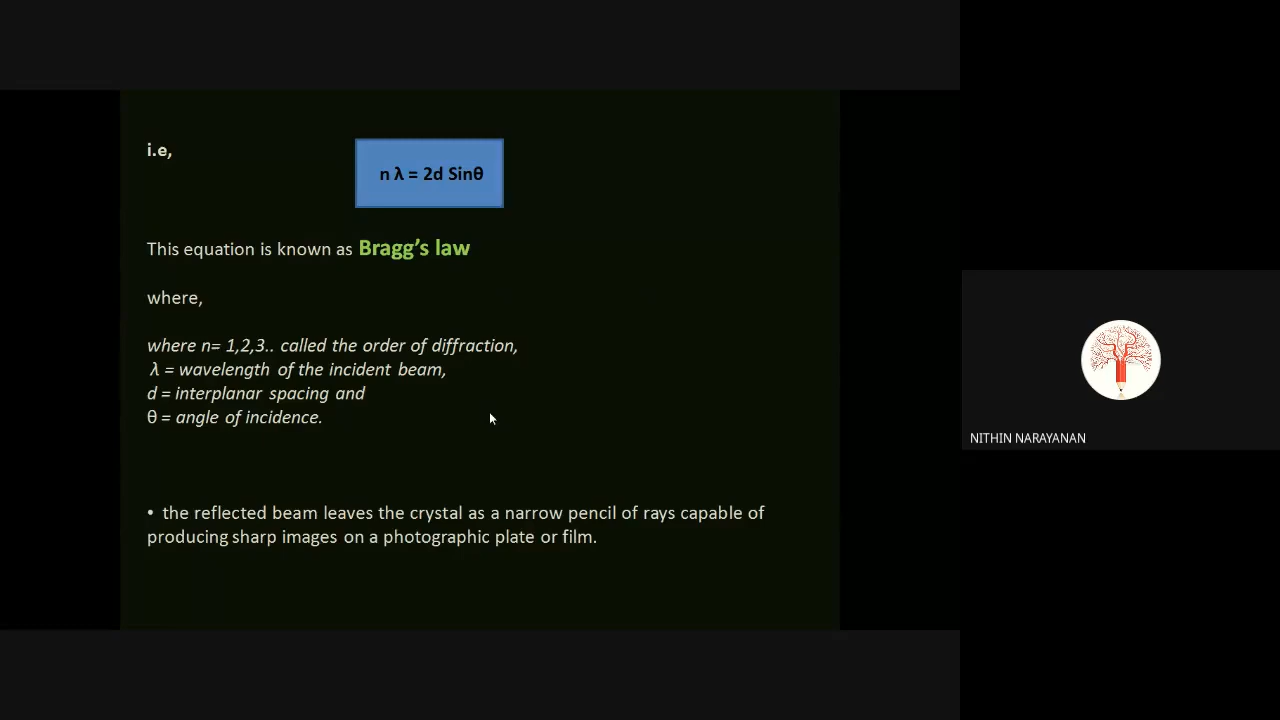 i.e,
n λ = 2d Sinθ
This equation is known as Bragg's law
where,
where n= 1,2,3.. called the order of diffraction,
λ = wavelength of the incident beam,
d = interplanar spacing and
θ = angle of incidence.
• the reflected beam leaves the crystal as a narrow pencil of rays capable of
producing sharp images on a photographic plate or film.
NITHIN NARAYANAN